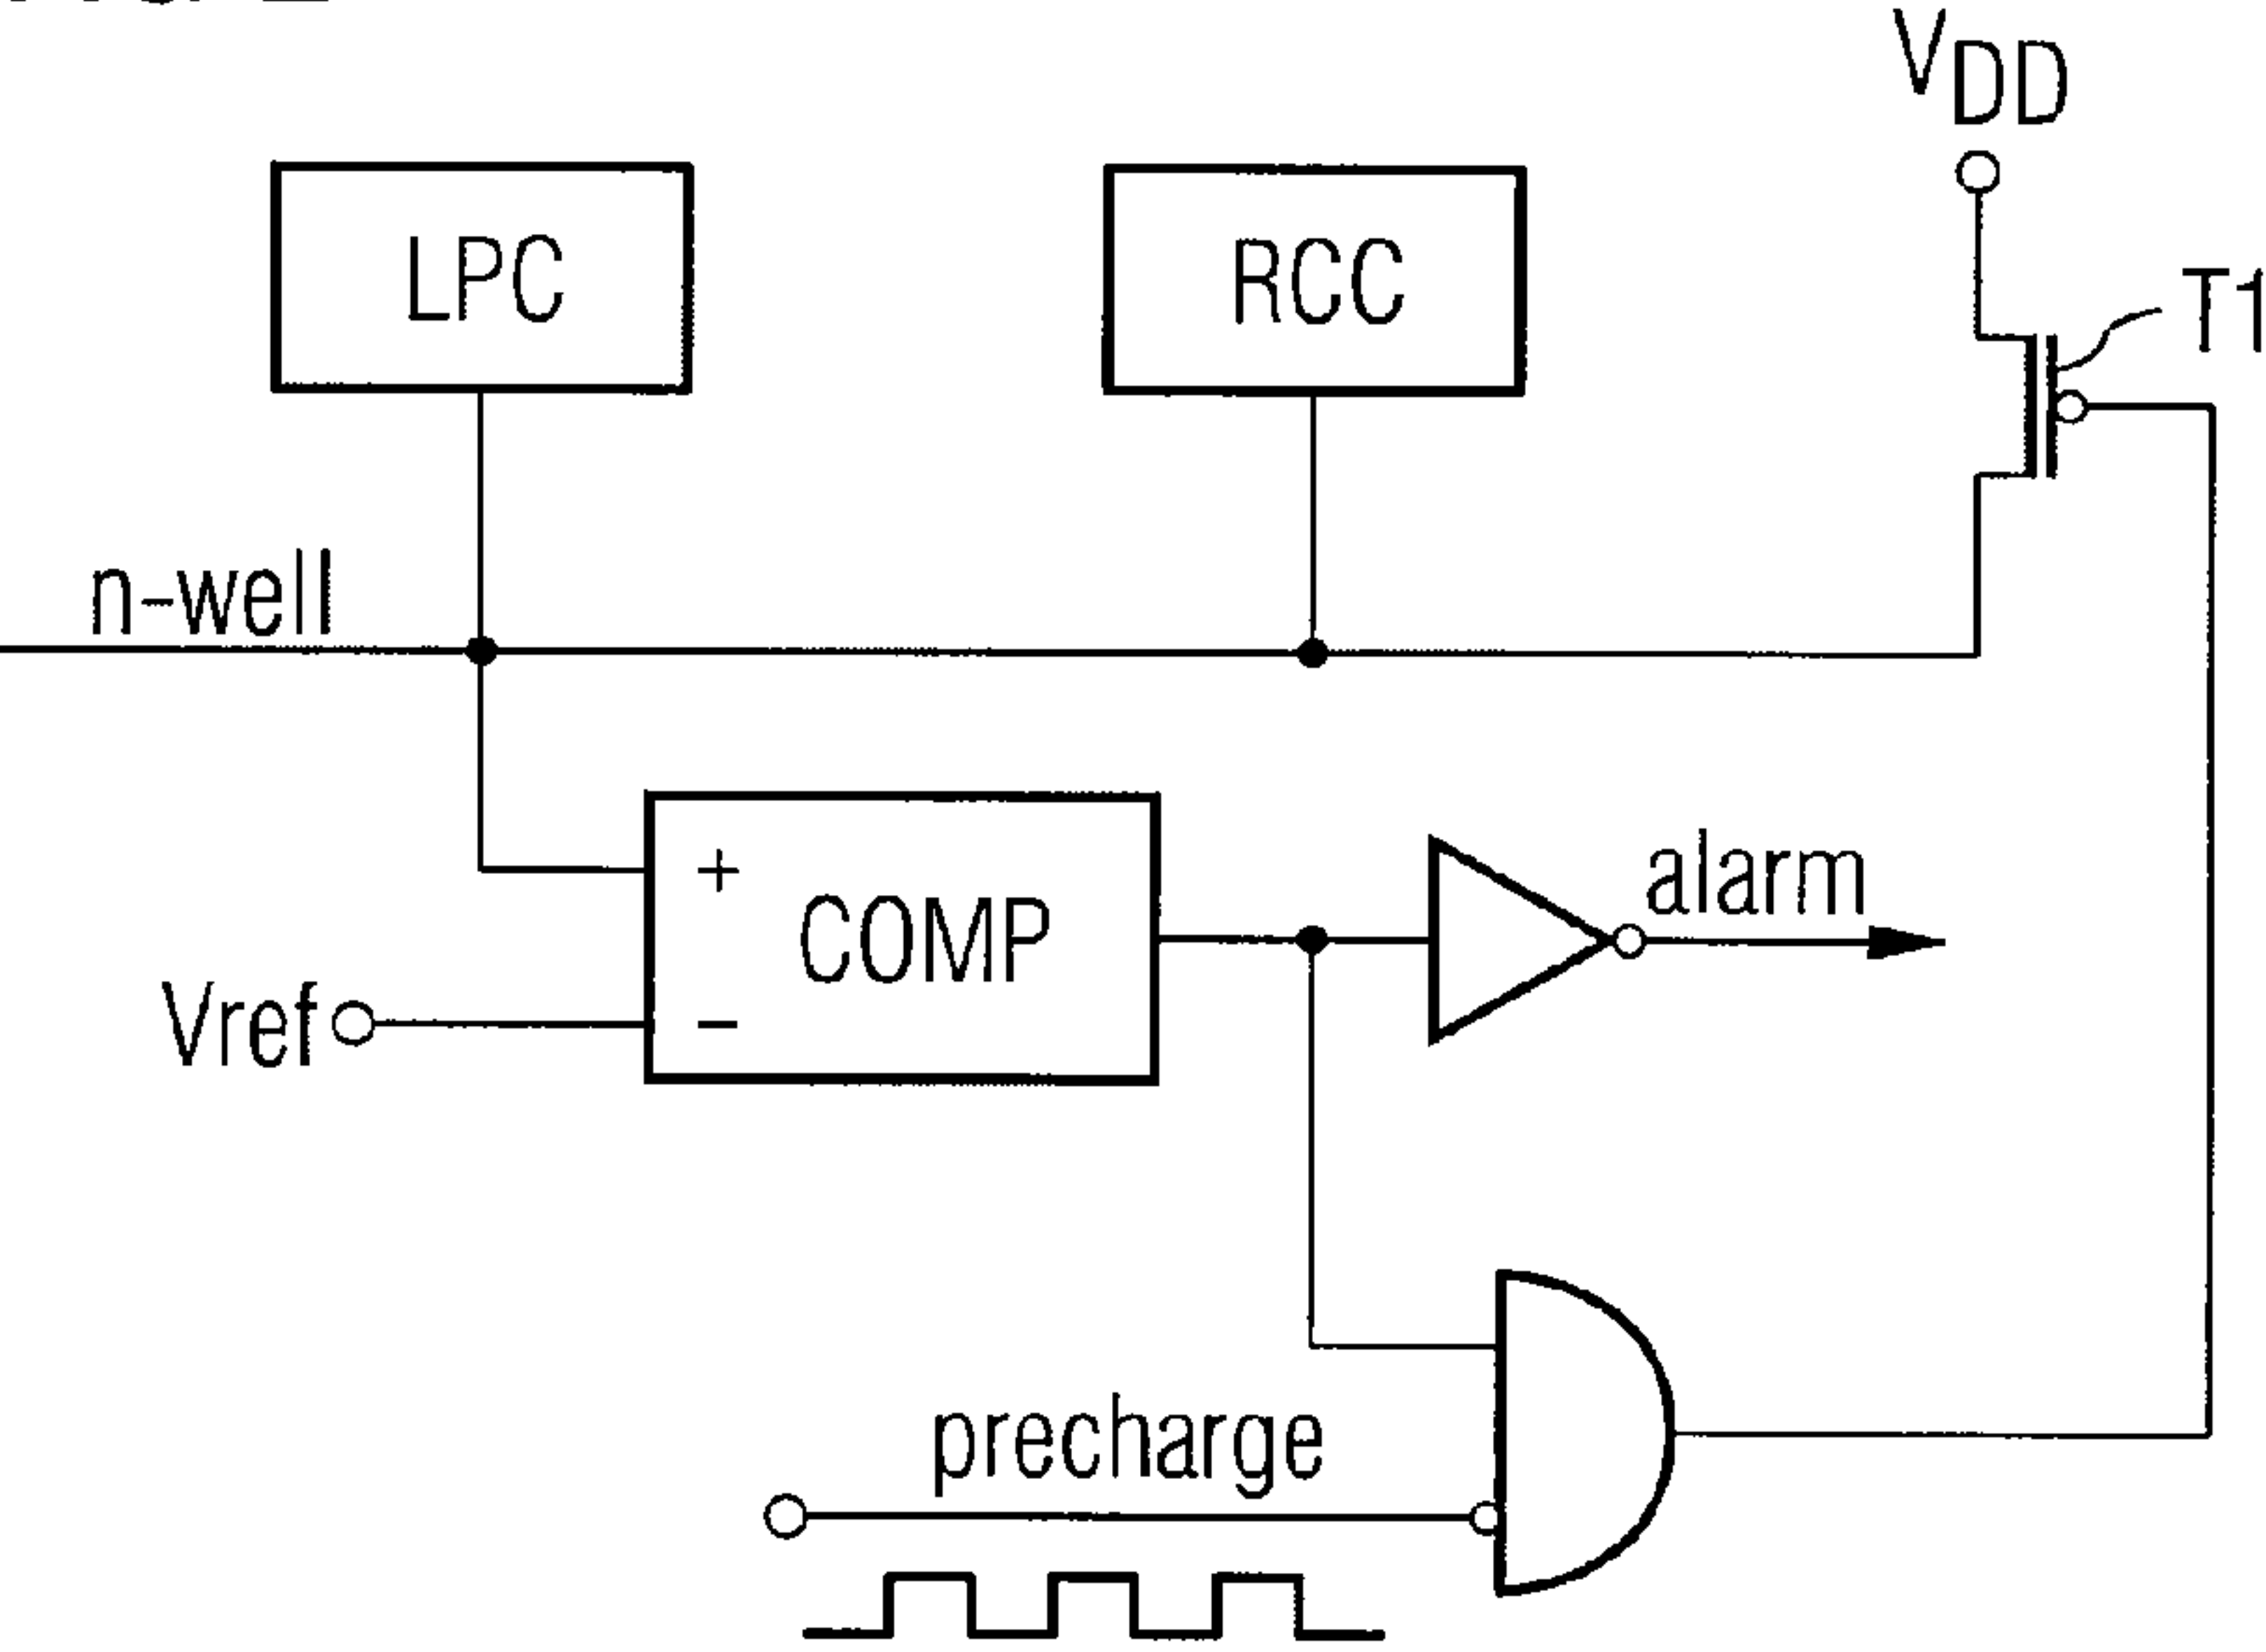 VDD
LPC
RCC
T1
n-well
+
COMP
alarm
Vref
−
precharge